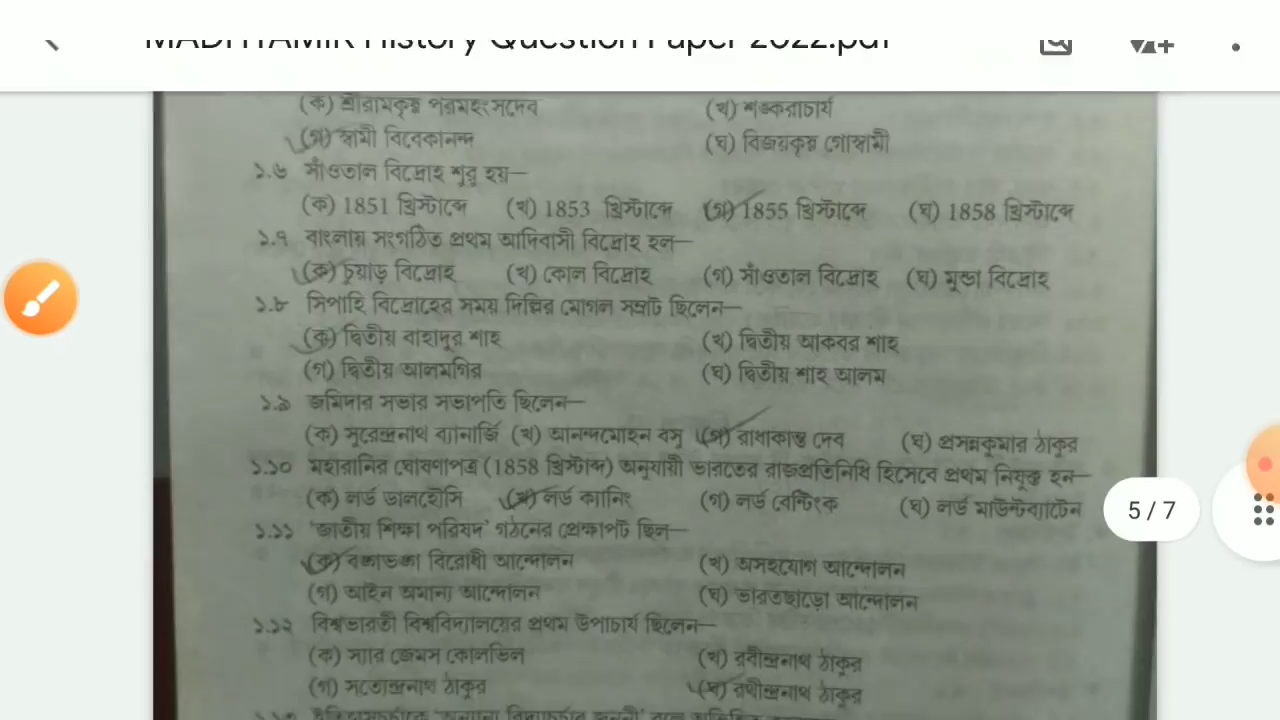 MADHYAMIK History Question Paper 2022.pdf
(ক) শ্রীরামকৃষ্ণ পরমহংসদেব (খ) শঙ্করাচার্য
(গ) স্বামী বিবেকানন্দ (ঘ) বিজয়কৃষ্ণ গোস্বামী
১.৬ সাঁওতাল বিদ্রোহ শুরু হয়—
(ক) 1851 খ্রিস্টাব্দে (খ) 1853 খ্রিস্টাব্দে (গ) 1855 খ্রিস্টাব্দে (ঘ) 1858 খ্রিস্টাব্দে
১.৭ বাংলায় সংগঠিত প্রথম আদিবাসী বিদ্রোহ হল—
(ক) চুয়াড় বিদ্রোহ (খ) কোল বিদ্রোহ (গ) সাঁওতাল বিদ্রোহ (ঘ) মুন্ডা বিদ্রোহ
১.৮ সিপাহি বিদ্রোহের সময় দিল্লির মোগল সম্রাট ছিলেন—
(ক) দ্বিতীয় বাহাদুর শাহ (খ) দ্বিতীয় আকবর শাহ
(গ) দ্বিতীয় আলমগির (ঘ) দ্বিতীয় শাহ আলম
১.৯ জমিদার সভার সভাপতি ছিলেন—
(ক) সুরেন্দ্রনাথ ব্যানার্জি (খ) আনন্দমোহন বসু (গ) রাধাকান্ত দেব (ঘ) প্রসন্নকুমার ঠাকুর
১.১০ মহারানির ঘোষণাপত্র (1858 খ্রিস্টাব্দ) অনুযায়ী ভারতের রাজপ্রতিনিধি হিসেবে প্রথম নিযুক্ত হন—
(ক) লর্ড ডালহৌসি (খ) লর্ড ক্যানিং (গ) লর্ড বেন্টিংক (ঘ) লর্ড মাউন্টব্যাটেন
5 / 7
১.১১ 'জাতীয় শিক্ষা পরিষদ' গঠনের প্রেক্ষাপট ছিল—
(ক) বঙ্গভঙ্গ বিরোধী আন্দোলন (খ) অসহযোগ আন্দোলন
(গ) আইন অমান্য আন্দোলন (ঘ) ভারতছাড়ো আন্দোলন
১.১২ বিশ্বভারতী বিশ্ববিদ্যালয়ের প্রথম উপাচার্য ছিলেন—
(ক) স্যার জেমস কোলভিল (খ) রবীন্দ্রনাথ ঠাকুর
(গ) সত্যেন্দ্রনাথ ঠাকুর (ঘ) রথীন্দ্রনাথ ঠাকুর